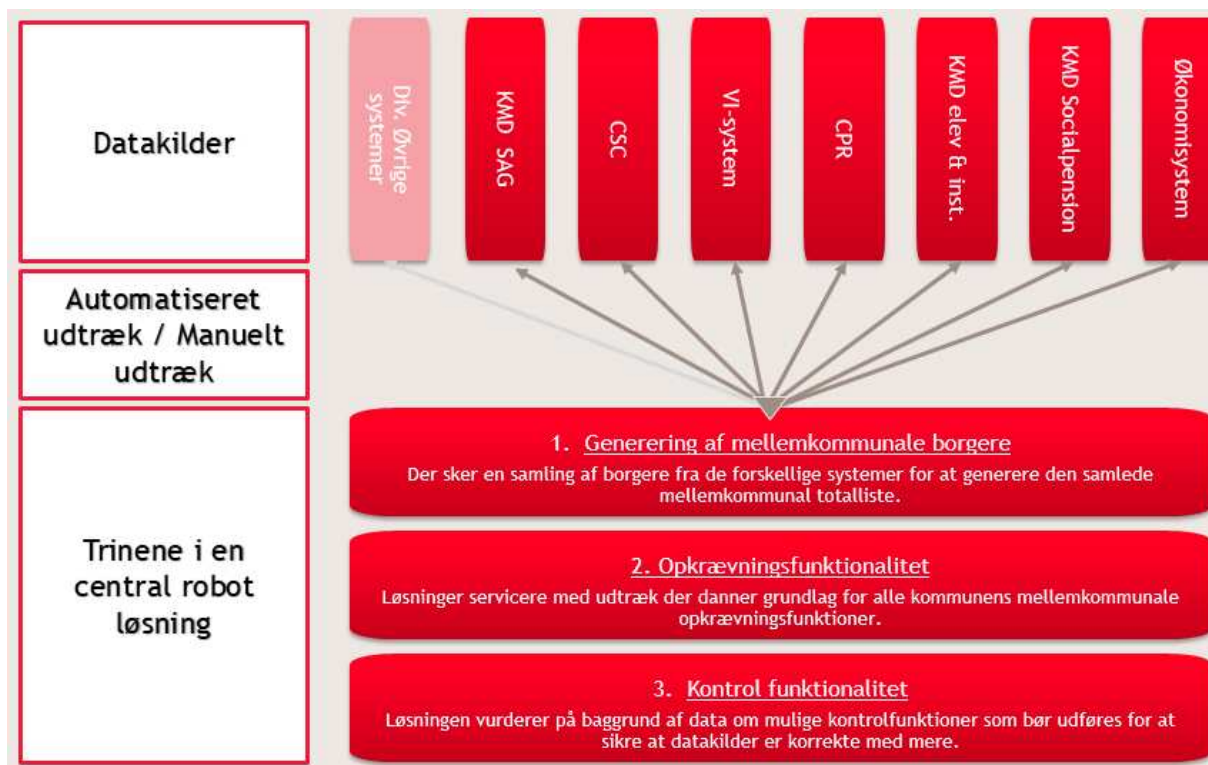 Datakilder
Div. Øvrige
systemer
KMD SAG
CSC
VI-system
CPR
KMD elev & inst.
KMD Socialpension
Økonomisystem
Automatiseret
udtræk / Manuelt
udtræk
Trinene i en
central robot
løsning
1. Generering af mellemkommunale borgere
Der sker en samling af borgere fra de forskellige systemer for at generere den samlede
mellemkommunal totalliste.
2. Opkrævningsfunktionalitet
Løsninger servicere med udtræk der danner grundlag for alle kommunens mellemkommunale
opkrævningsfunktioner.
3. Kontrol funktionalitet
Løsningen vurderer på baggrund af data om mulige kontrolfunktioner som bør udføres for at
sikre at datakilder er korrekte med mere.